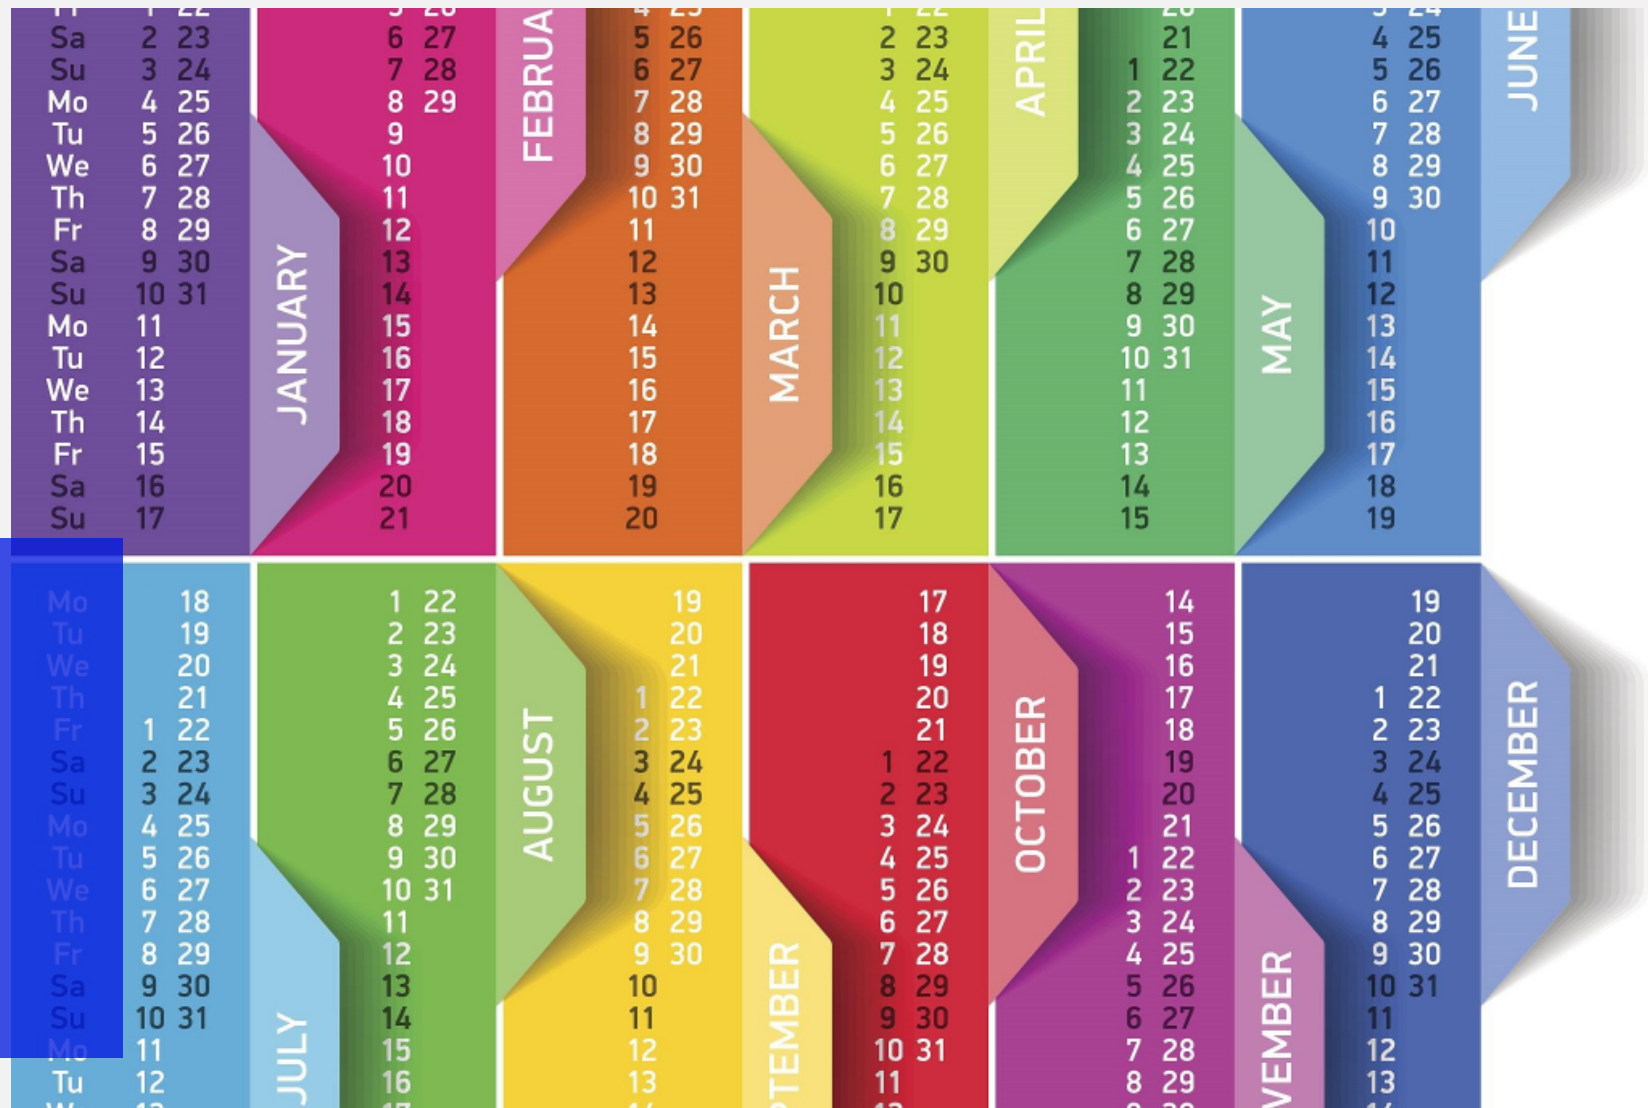 Sa 2 23 6 27 5 26 2 23 21 4 25
Su 3 24 7 28 6 27 3 24 1 22 5 26
Mo 4 25 8 29 7 28 4 25 2 23 6 27
Tu 5 26 9 8 29 5 26 3 24 7 28
We 6 27 10 9 30 6 27 4 25 8 29
Th 7 28 11 10 31 7 28 5 26 9 30
Fr 8 29 12 11 8 29 6 27 10
Sa 9 30 13 12 9 30 7 28 11
Su 10 31 14 13 10 8 29 12
Mo 11 15 14 11 9 30 13
Tu 12 16 15 12 10 31 14
We 13 17 16 13 11 15
Th 14 18 17 14 12 16
Fr 15 19 18 15 13 17
Sa 16 20 19 16 14 18
Su 17 21 20 17 15 19
JANUARY
FEBRUA
MARCH
APRIL
MAY
JUNE
Mo 18 1 22 19 17 14 19
Tu 19 2 23 20 18 15 20
We 20 3 24 21 19 16 21
Th 21 4 25 1 22 20 17 1 22
Fr 1 22 5 26 2 23 21 18 2 23
Sa 2 23 6 27 3 24 1 22 19 3 24
Su 3 24 7 28 4 25 2 23 20 4 25
Mo 4 25 8 29 5 26 3 24 21 5 26
Tu 5 26 9 30 6 27 4 25 1 22 6 27
We 6 27 10 31 7 28 5 26 2 23 7 28
Th 7 28 11 8 29 6 27 3 24 8 29
Fr 8 29 12 9 30 7 28 4 25 9 30
Sa 9 30 13 10 8 29 5 26 10 31
Su 10 31 14 11 9 30 6 27 11
Mo 11 15 12 10 31 7 28 12
Tu 12 16 13 11 8 29 13
JULY
AUGUST
PTEMBER
OCTOBER
VEMBER
DECEMBER